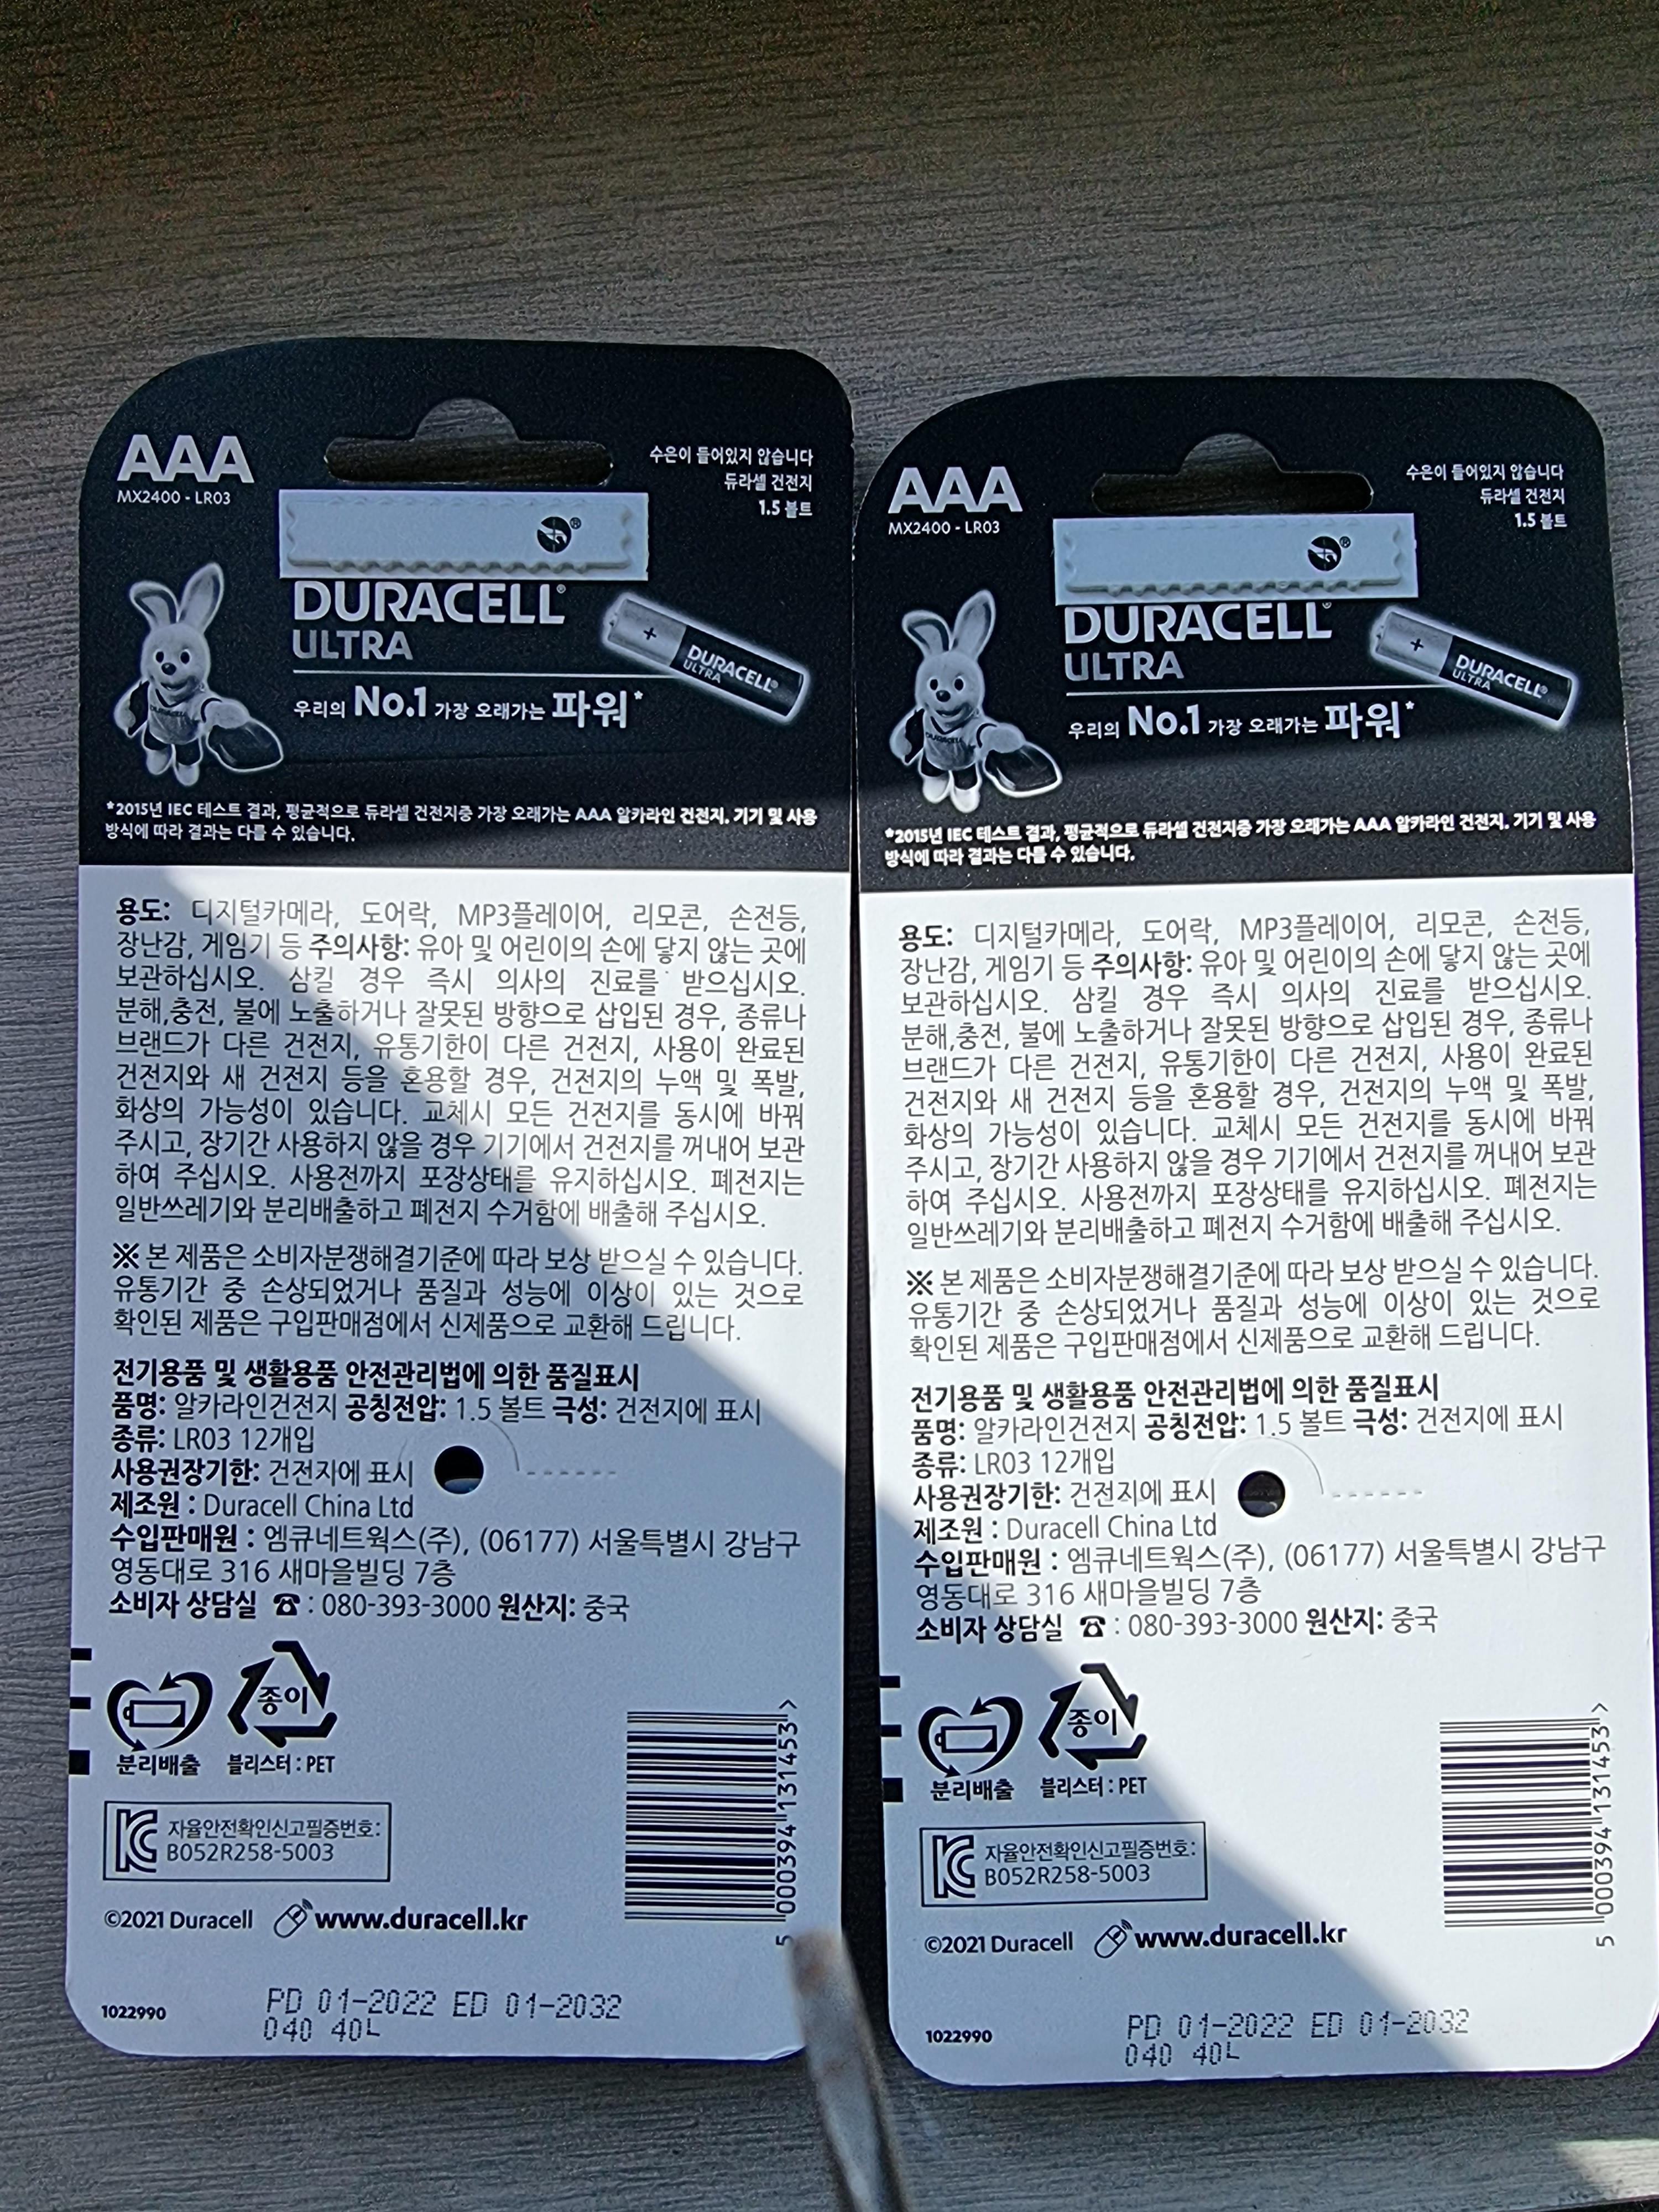 AAA
MX2400 - LR03
수은이 들어있지 않습니다
듀라셀 건전지
1.5 볼트
DURACELL®
ULTRA
DURACELL®
ULTRA
DURACELL
우리의 No.1 가장 오래가는 파워*
*2015년 IEC 테스트 결과, 평균적으로 듀라셀 건전지중 가장 오래가는 AAA 알카라인 건전지. 기기 및 사용
방식에 따라 결과는 다를 수 있습니다.
용도: 디지털카메라, 도어락, MP3플레이어, 리모콘, 손전등,
장난감, 게임기 등 주의사항: 유아 및 어린이의 손에 닿지 않는 곳에
보관하십시오. 삼킬 경우 즉시 의사의 진료를 받으십시오.
분해,충전, 불에 노출하거나 잘못된 방향으로 삽입된 경우, 종류나
브랜드가 다른 건전지, 유통기한이 다른 건전지, 사용이 완료된
건전지와 새 건전지 등을 혼용할 경우, 건전지의 누액 및 폭발,
화상의 가능성이 있습니다. 교체시 모든 건전지를 동시에 바꿔
주시고, 장기간 사용하지 않을 경우 기기에서 건전지를 꺼내어 보관
하여 주십시오. 사용전까지 포장상태를 유지하십시오. 폐전지는
일반쓰레기와 분리배출하고 폐전지 수거함에 배출해 주십시오.
※ 본 제품은 소비자분쟁해결기준에 따라 보상 받으실 수 있습니다.
유통기간 중 손상되었거나 품질과 성능에 이상이 있는 것으로
확인된 제품은 구입판매점에서 신제품으로 교환해 드립니다.
전기용품 및 생활용품 안전관리법에 의한 품질표시
품명: 알카라인건전지 공칭전압: 1.5 볼트 극성: 건전지에 표시
종류: LR03 12개입
사용권장기한: 건전지에 표시
제조원 : Duracell China Ltd
수입판매원 : 엠큐네트웍스(주), (06177) 서울특별시 강남구
영동대로 316 새마을빌딩 7층
소비자 상담실 ☎ : 080-393-3000 원산지: 중국
종이
분리배출 블리스터 : PET
자율안전확인신고필증번호:
B052R258-5003
5 000394 131453 >
©2021 Duracell www.duracell.kr
1022990
PD 01-2022 ED 01-2032
040 40L
AAA
MX2400 - LR03
수은이 들어있지 않습니다
듀라셀 건전지
1.5 볼트
DURACELL®
ULTRA
DURACELL®
ULTRA
DURACELL
우리의 No.1 가장 오래가는 파워*
*2015년 IEC 테스트 결과, 평균적으로 듀라셀 건전지중 가장 오래가는 AAA 알카라인 건전지. 기기 및 사용
방식에 따라 결과는 다를 수 있습니다.
용도: 디지털카메라, 도어락, MP3플레이어, 리모콘, 손전등,
장난감, 게임기 등 주의사항: 유아 및 어린이의 손에 닿지 않는 곳에
보관하십시오. 삼킬 경우 즉시 의사의 진료를 받으십시오.
분해,충전, 불에 노출하거나 잘못된 방향으로 삽입된 경우, 종류나
브랜드가 다른 건전지, 유통기한이 다른 건전지, 사용이 완료된
건전지와 새 건전지 등을 혼용할 경우, 건전지의 누액 및 폭발,
화상의 가능성이 있습니다. 교체시 모든 건전지를 동시에 바꿔
주시고, 장기간 사용하지 않을 경우 기기에서 건전지를 꺼내어 보관
하여 주십시오. 사용전까지 포장상태를 유지하십시오. 폐전지는
일반쓰레기와 분리배출하고 폐전지 수거함에 배출해 주십시오.
※ 본 제품은 소비자분쟁해결기준에 따라 보상 받으실 수 있습니다.
유통기간 중 손상되었거나 품질과 성능에 이상이 있는 것으로
확인된 제품은 구입판매점에서 신제품으로 교환해 드립니다.
전기용품 및 생활용품 안전관리법에 의한 품질표시
품명: 알카라인건전지 공칭전압: 1.5 볼트 극성: 건전지에 표시
종류: LR03 12개입
사용권장기한: 건전지에 표시
제조원 : Duracell China Ltd
수입판매원 : 엠큐네트웍스(주), (06177) 서울특별시 강남구
영동대로 316 새마을빌딩 7층
소비자 상담실 ☎ : 080-393-3000 원산지: 중국
종이
분리배출 블리스터 : PET
자율안전확인신고필증번호:
B052R258-5003
5 000394 131453 >
©2021 Duracell www.duracell.kr
1022990
PD 01-2022 ED 01-2032
040 40L